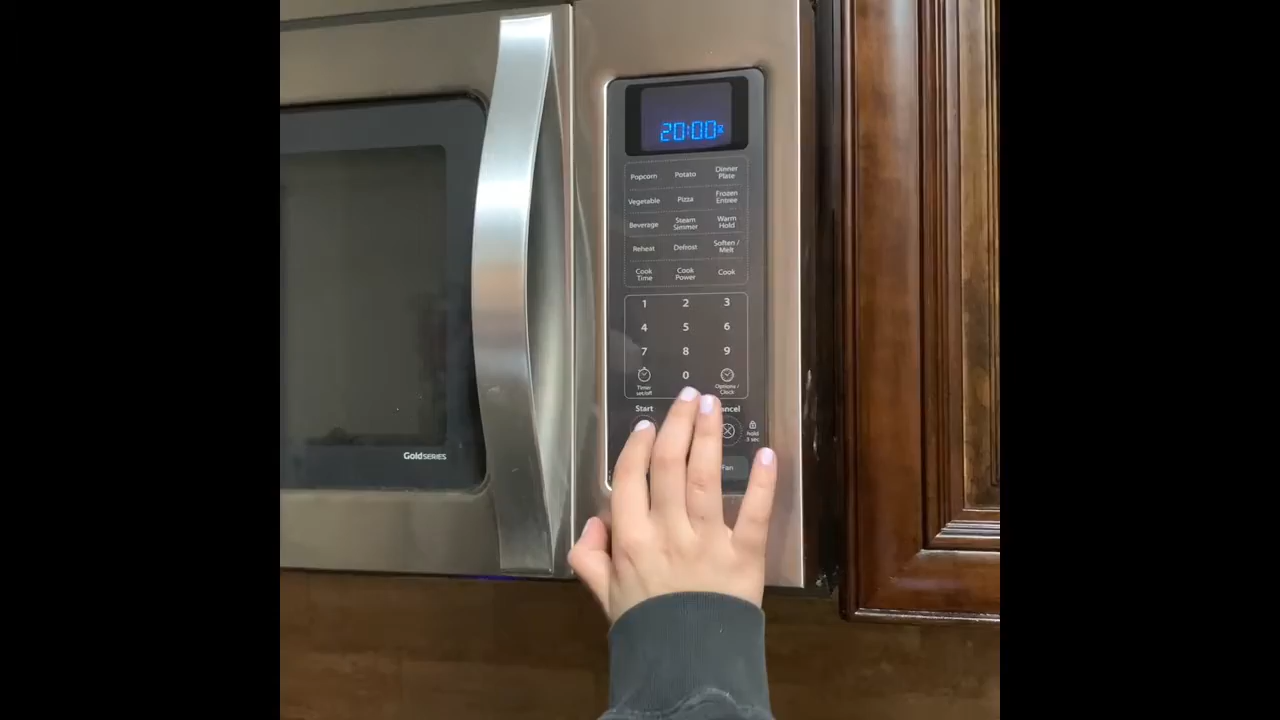 20:00
Popcorn Potato Dinner Plate
Vegetable Pizza Frozen Entree
Beverage Steam Simmer Warm Hold
Reheat Defrost Soften / Melt
Cook Time Cook Power Cook
1 2 3
4 5 6
7 8 9
Timer set/off 0 Options / Clock
Start ancel
hold 3 sec
Fan
GoldSERIES